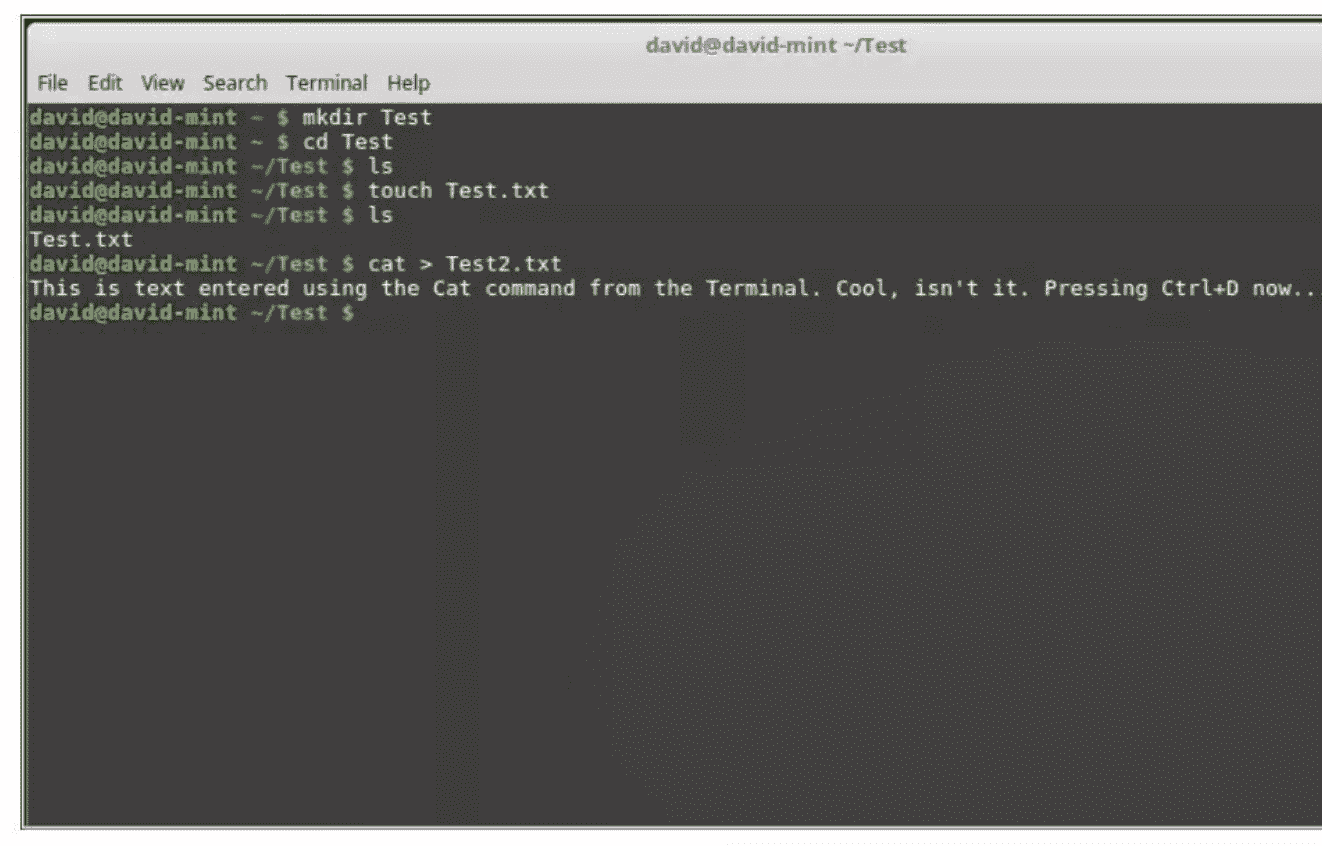 david@david-mint ~/Test
File Edit View Search Terminal Help
david@david-mint ~ $ mkdir Test
david@david-mint ~ $ cd Test
david@david-mint ~/Test $ ls
david@david-mint ~/Test $ touch Test.txt
david@david-mint ~/Test $ ls
Test.txt
david@david-mint ~/Test $ cat > Test2.txt
This is text entered using the Cat command from the Terminal. Cool, isn't it. Pressing Ctrl+D now..
david@david-mint ~/Test $